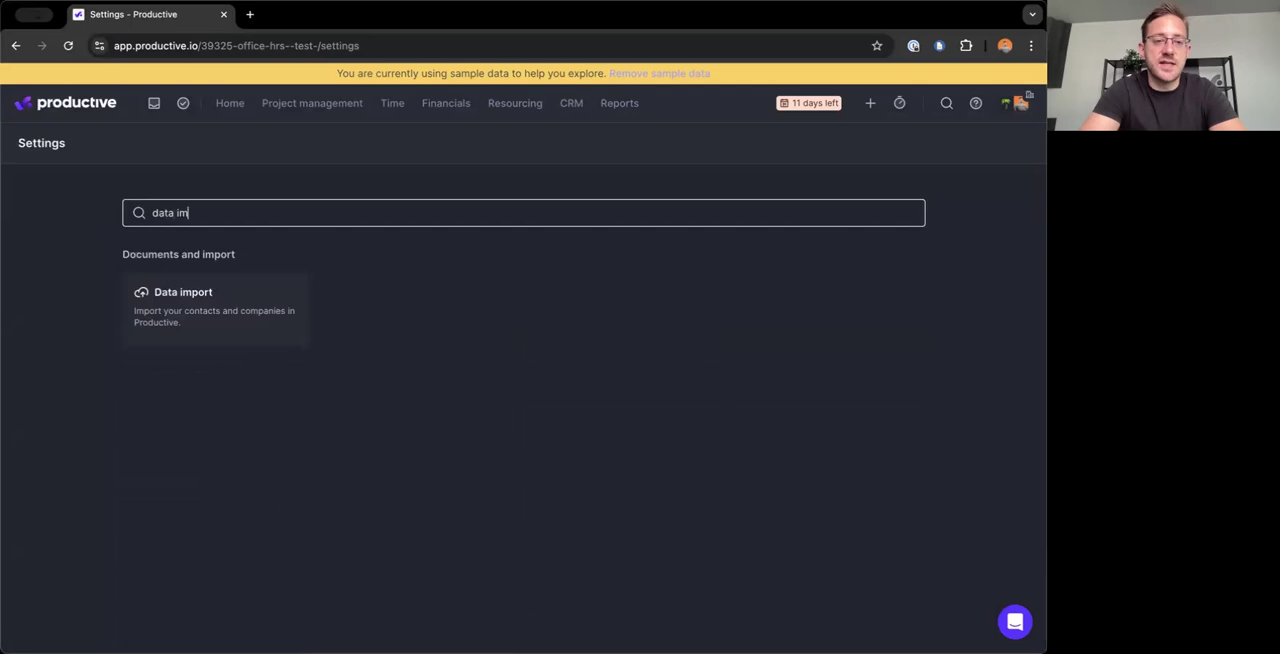 Settings - Productive
app.productive.io/39325-office-hrs--test-/settings
You are currently using sample data to help you explore. Remove sample data
productive Home Project management Time Financials Resourcing CRM Reports 11 days left
Settings
data im
Documents and import
Data import
Import your contacts and companies in
Productive.